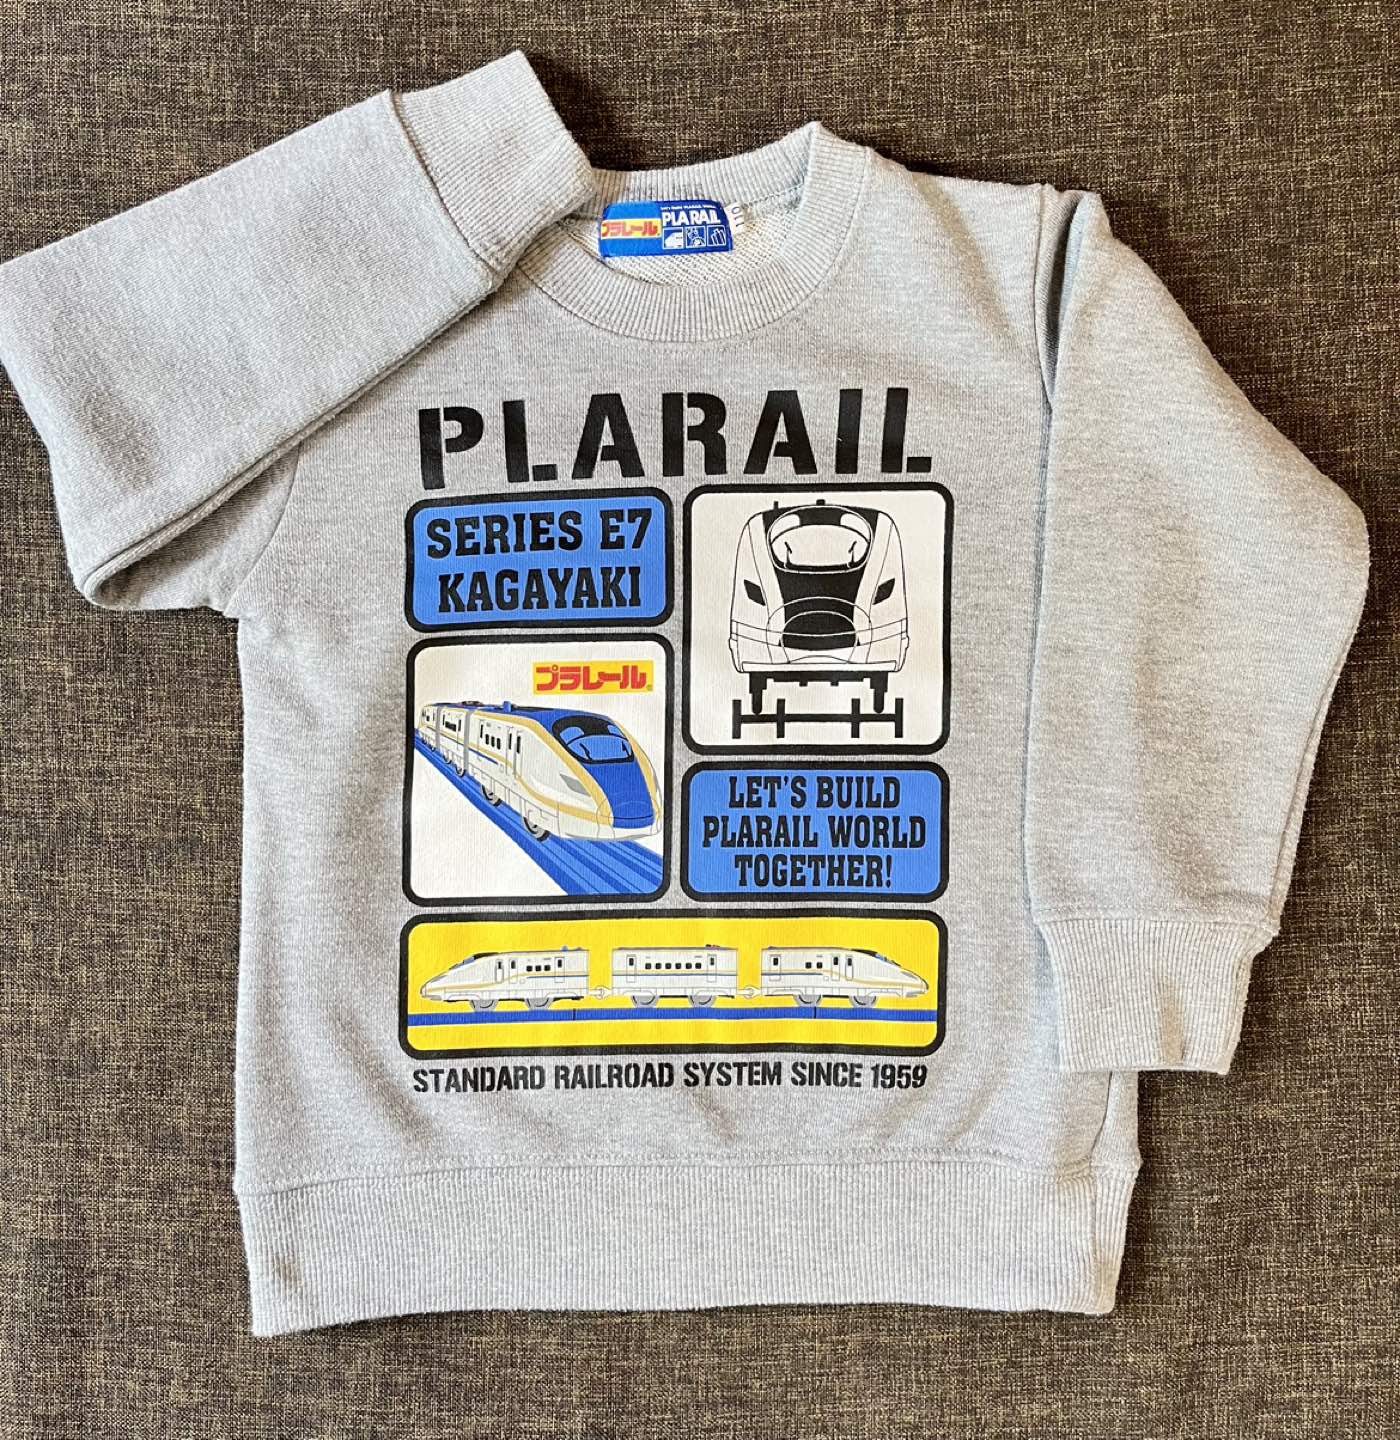 プラレール
PLARAIL
110
PLARAIL
SERIES E7
KAGAYAKI
プラレール
LET'S BUILD
PLARAIL WORLD
TOGETHER!
STANDARD RAILROAD SYSTEM SINCE 1959